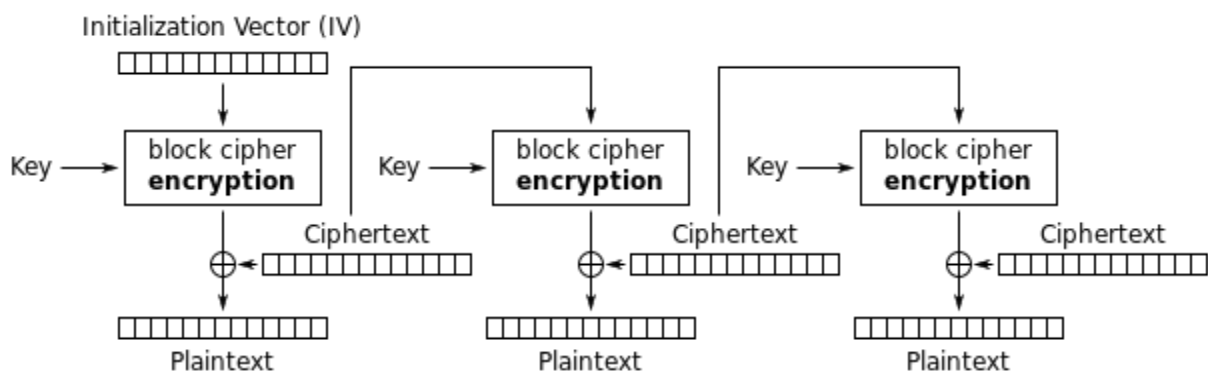 Initialization Vector (IV)
Key
block cipher
encryption
Key
block cipher
encryption
Key
block cipher
encryption
Ciphertext
Ciphertext
Ciphertext
Plaintext
Plaintext
Plaintext